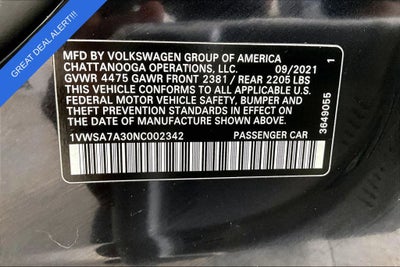 GREAT DEAL ALERT!!!
MFD BY VOLKSWAGEN GROUP OF AMERICA
CHATTANOOGA OPERATIONS, LLC. 09/2021 1
GVWR 4475 GAWR FRONT 2381 / REAR 2205 LBS
THIS VEHICLE CONFORMS TO ALL APPLICABLE
FEDERAL MOTOR VEHICLE SAFETY, BUMPER AND
THEFT PREVENTION STANDARDS IN EFFECT
ON THE DATE OF MANUFACTURE SHOWN ABOVE.
1VWSA7A30NC002342 PASSENGER CAR
3649055